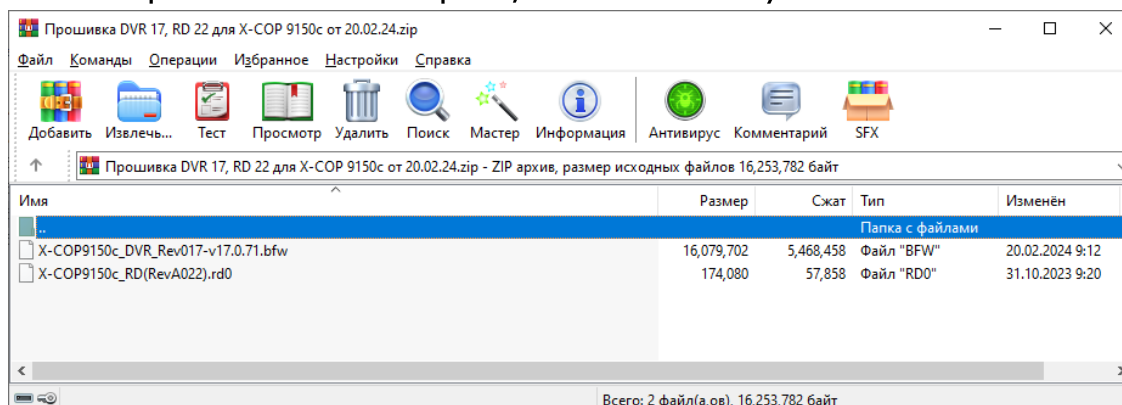 Прошивка DVR 17, RD 22 для X-COP 9150c от 20.02.24.zip
Файл Команды Операции Избранное Настройки Справка
Добавить Извлечь... Тест Просмотр Удалить Поиск Мастер Информация Антивирус Комментарий SFX
Прошивка DVR 17, RD 22 для X-COP 9150c от 20.02.24.zip - ZIP архив, размер исходных файлов 16,253,782 байт
Имя Размер Сжат Тип Изменён
.. Папка с файлами
X-COP9150c_DVR_Rev017-v17.0.71.bfw 16,079,702 5,468,458 Файл "BFW" 20.02.2024 9:12
X-COP9150c_RD(RevA022).rd0 174,080 57,858 Файл "RD0" 31.10.2023 9:20
Всего: 2 файл(а,ов), 16,253,782 байт